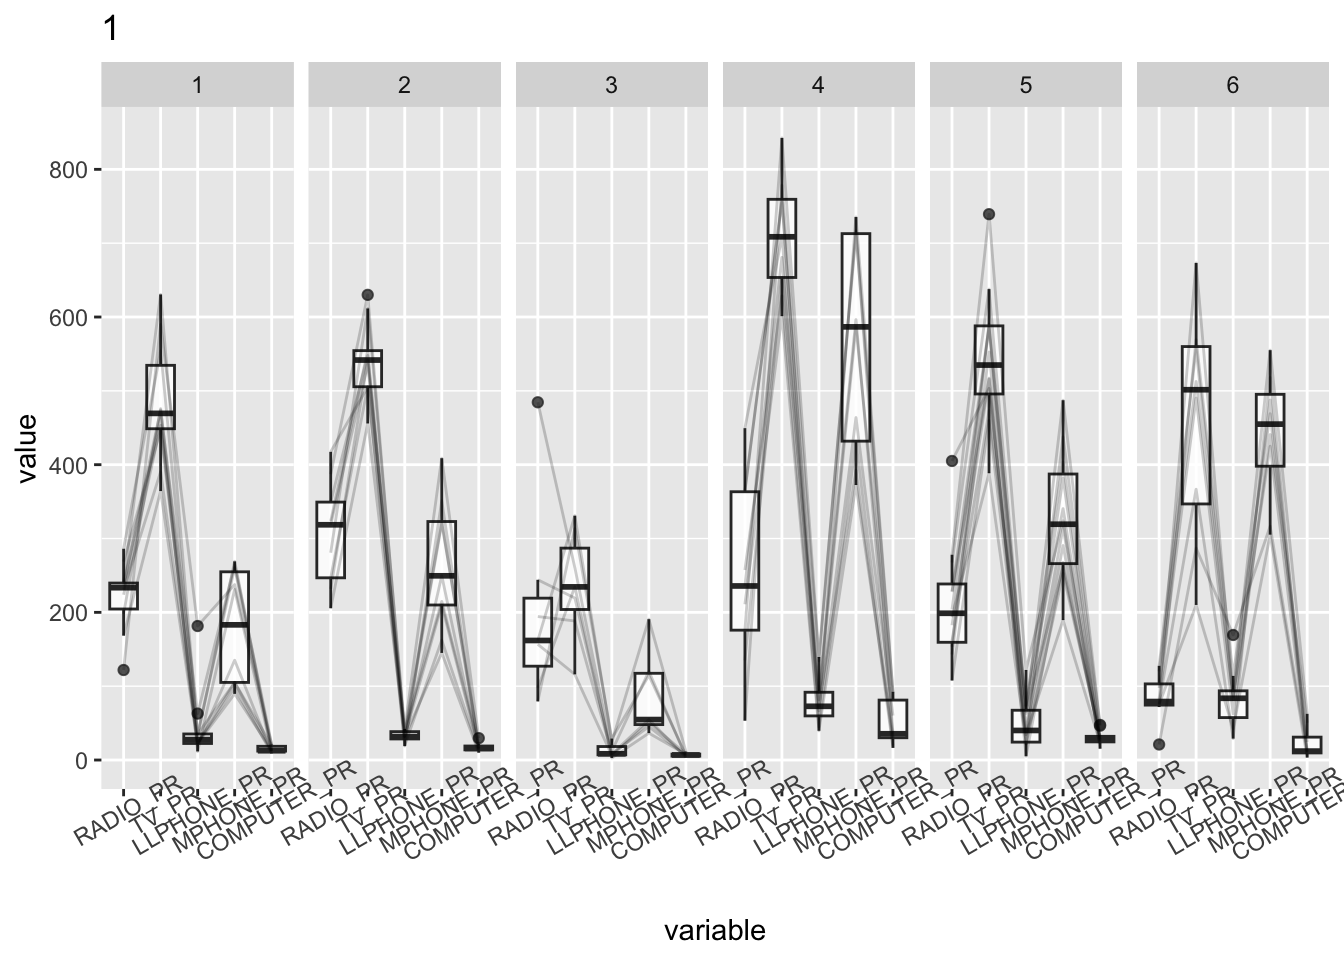 1
1 2 3 4 5 6
800
600
400
200
0
value
RADIO_PR TV_PR LLPHONE_PR MPHONE_PR COMPUTER_PR RADIO_PR TV_PR LLPHONE_PR MPHONE_PR COMPUTER_PR RADIO_PR TV_PR LLPHONE_PR MPHONE_PR COMPUTER_PR RADIO_PR TV_PR LLPHONE_PR MPHONE_PR COMPUTER_PR RADIO_PR TV_PR LLPHONE_PR MPHONE_PR COMPUTER_PR RADIO_PR TV_PR LLPHONE_PR MPHONE_PR COMPUTER
variable